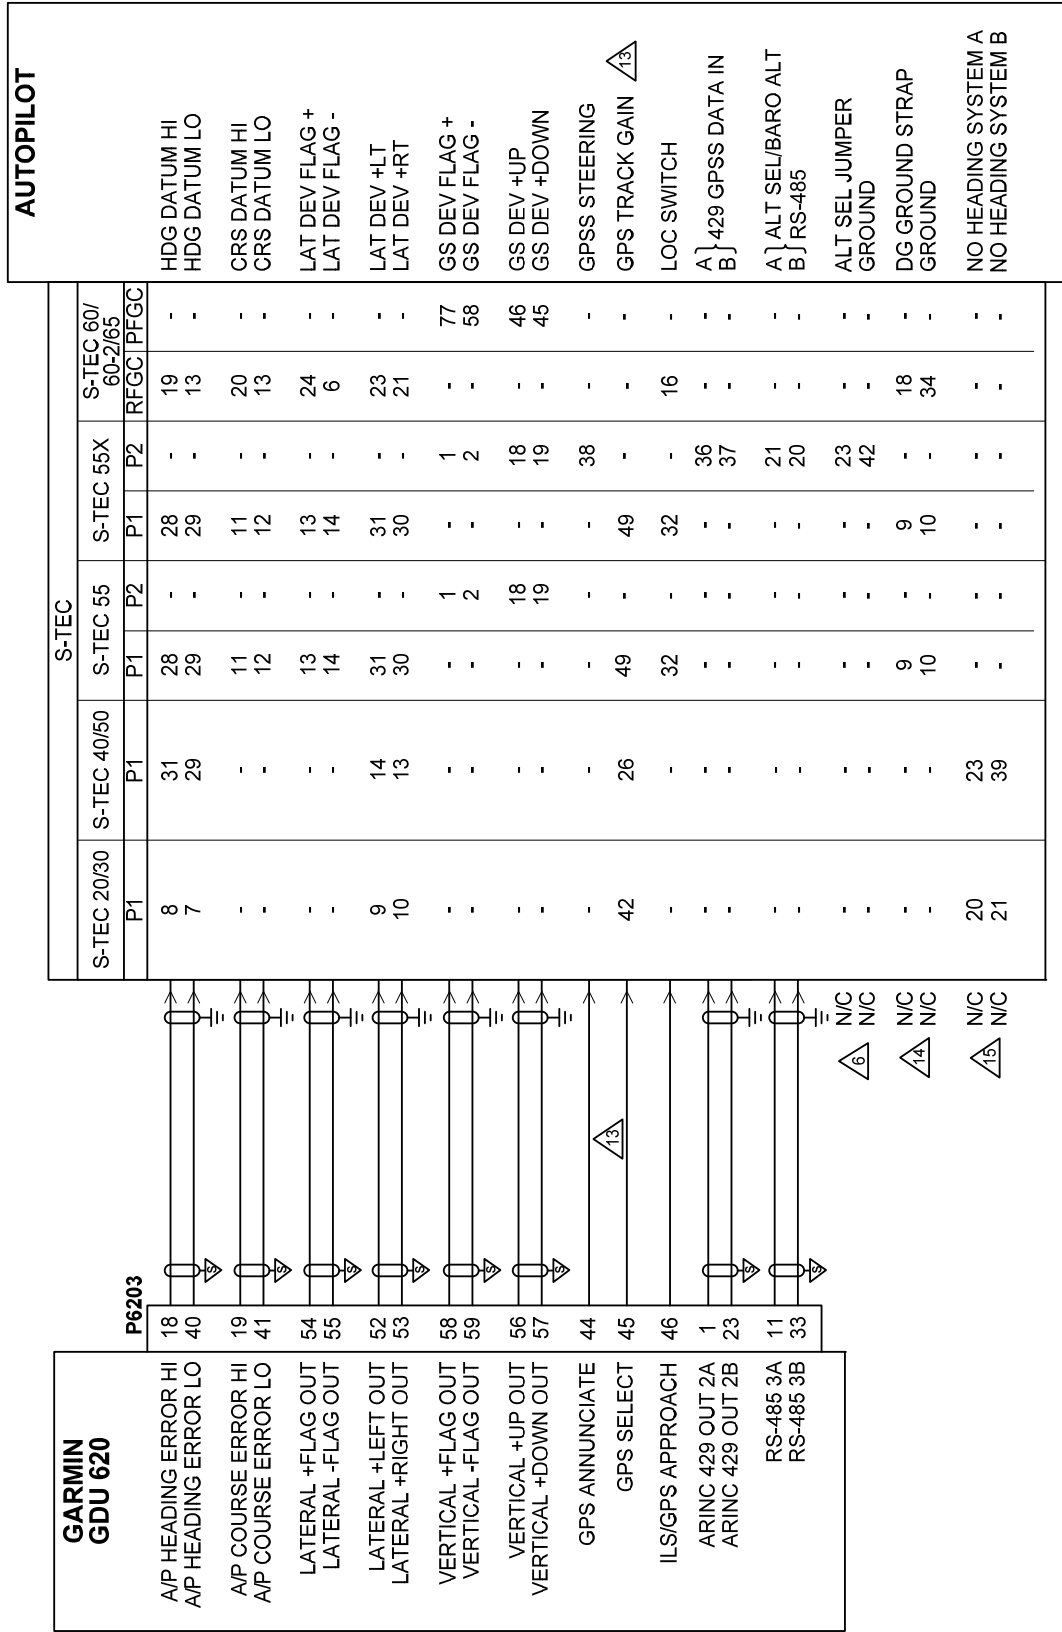 AUTOPILOT
S-TEC
GARMIN
GDU 620
S-TEC 20/30 S-TEC 40/50 S-TEC 55 S-TEC 55X S-TEC 60/
60-2/65
P6203 P1 P1 P1 P2 P1 P2 RFGC PFGC
A/P HEADING ERROR HI 18 8 31 28 - 28 - 19 - HDG DATUM HI
A/P HEADING ERROR LO 40 S 7 29 29 - 29 - 13 - HDG DATUM LO
A/P COURSE ERROR HI 19 - - 11 - 11 - 20 - CRS DATUM HI
A/P COURSE ERROR LO 41 S - - 12 - 12 - 13 - CRS DATUM LO
LATERAL +FLAG OUT 54 - - 13 - 13 - 24 - LAT DEV FLAG +
LATERAL -FLAG OUT 55 S - - 14 - 14 - 6 - LAT DEV FLAG -
LATERAL +LEFT OUT 52 9 14 31 - 31 - 23 - LAT DEV +LT
LATERAL +RIGHT OUT 53 S 10 13 30 - 30 - 21 - LAT DEV +RT
VERTICAL +FLAG OUT 58 - - - 1 - 1 - 77 GS DEV FLAG +
VERTICAL -FLAG OUT 59 S - - - 2 - 2 - 58 GS DEV FLAG -
VERTICAL +UP OUT 56 - - - 18 - 18 - 46 GS DEV +UP
VERTICAL +DOWN OUT 57 S - - - 19 - 19 - 45 GS DEV +DOWN
GPS ANNUNCIATE 44 - - - - - 38 - - GPSS STEERING
GPS SELECT 45 13 42 26 49 - 49 - - - GPS TRACK GAIN 13
ILS/GPS APPROACH 46 - - 32 - 32 - 16 - LOC SWITCH
ARINC 429 OUT 2A 1 - - - - - 36 - - A } 429 GPSS DATA IN
ARINC 429 OUT 2B 23 S - - - - - 37 - - B
RS-485 3A 11 - - - - - 21 - - A } ALT SEL/BARO ALT
RS-485 3B 33 S - - - - - 20 - - B RS-485
6 N/C - - - - - 23 - - ALT SEL JUMPER
N/C - - - - - 42 - - GROUND
14 N/C - - 9 - 9 - 18 - DG GROUND STRAP
N/C - - 10 - 10 - 34 - GROUND
15 N/C 20 23 - - - - - - NO HEADING SYSTEM A
N/C 21 39 - - - - - - NO HEADING SYSTEM B